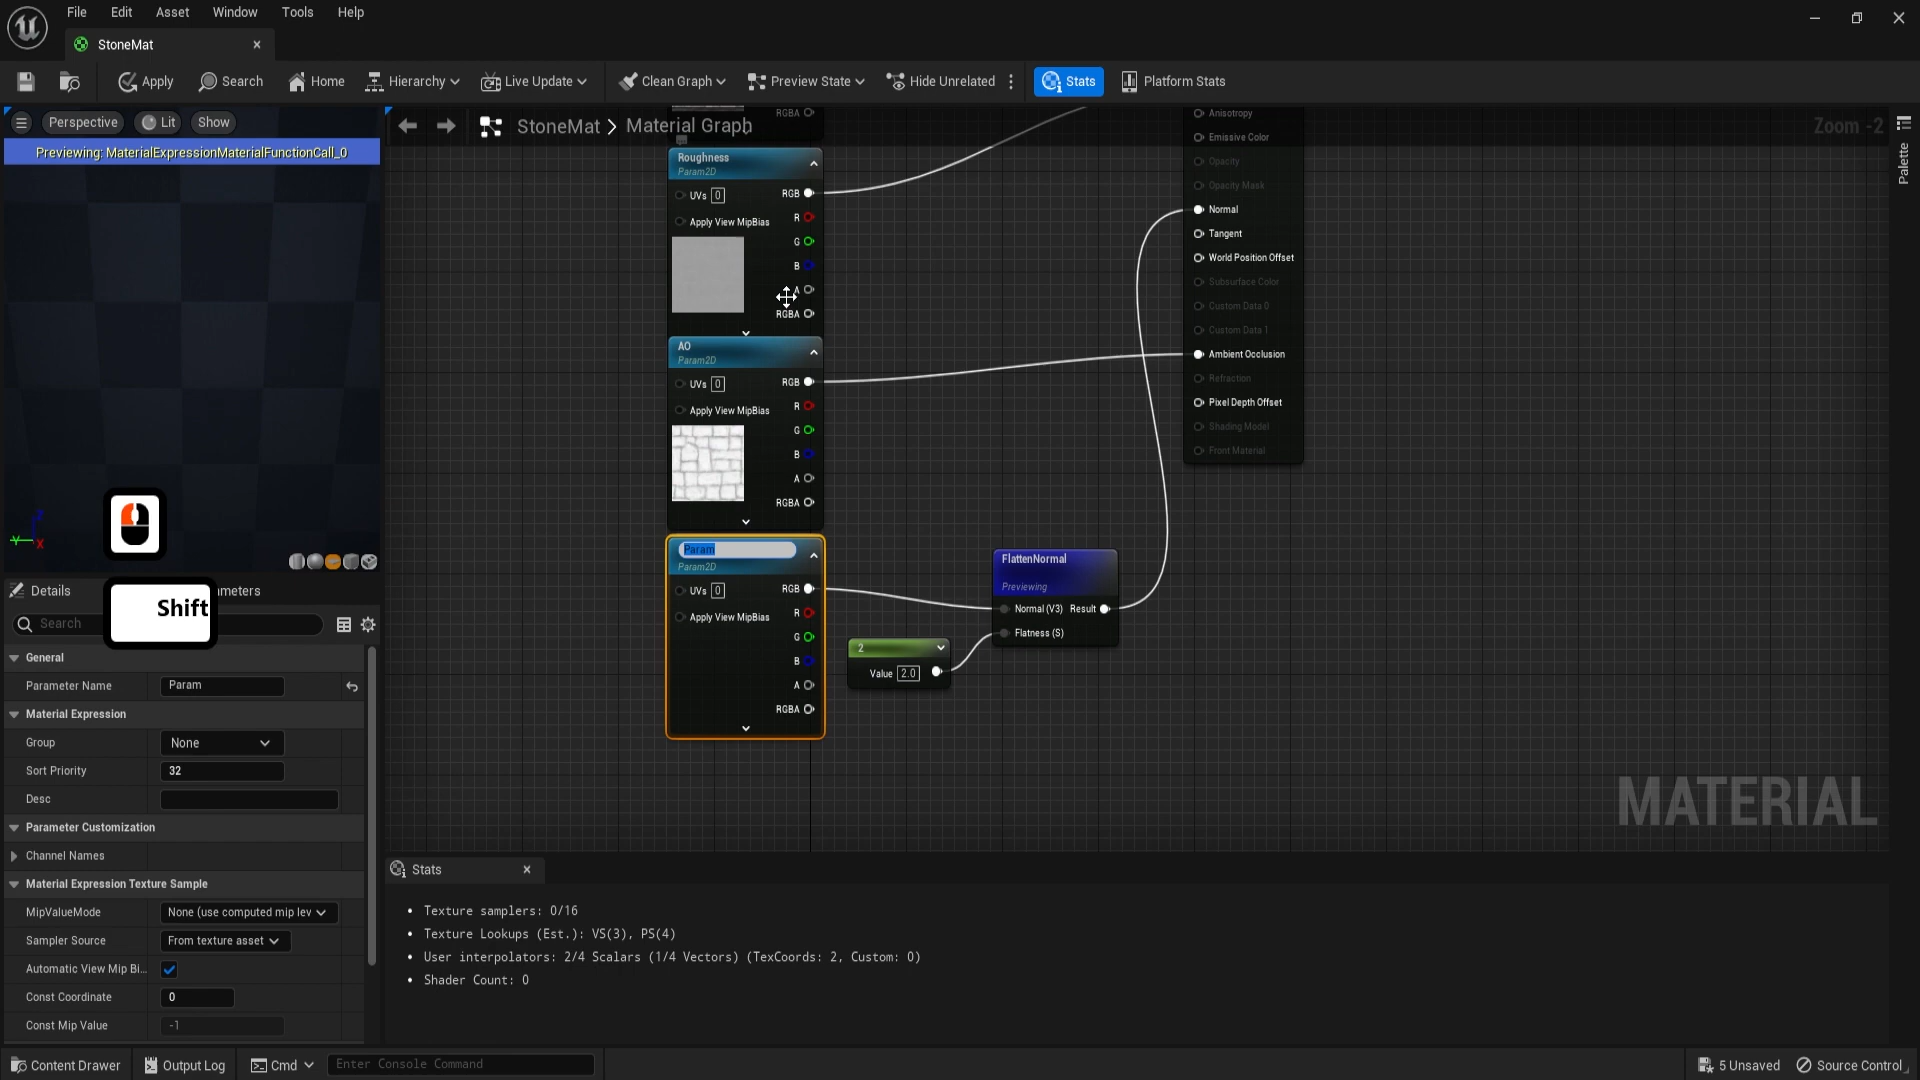 File Edit Asset Window Tools Help
StoneMat
Apply Search Home Hierarchy Live Update Clean Graph Preview State Hide Unrelated Stats Platform Stats
Perspective Lit Show
Previewing: MaterialExpressionMaterialFunctionCall_0
StoneMat > Material Graph
Zoom -2
Palette
RGBA
Roughness
Param2D
UVs 0 RGB
R
Apply View MipBias
G
B
A
RGBA
AO
Param2D
UVs 0 RGB
R
Apply View MipBias
G
B
A
RGBA
Param
Param2D
UVs 0 RGB
R
Apply View MipBias
G
B
A
RGBA
2
Value 2.0
FlattenNormal
Previewing
Normal (V3) Result
Flatness (S)
Anisotropy
Emissive Color
Opacity
Opacity Mask
Normal
Tangent
World Position Offset
Subsurface Color
Custom Data 0
Custom Data 1
Ambient Occlusion
Refraction
Pixel Depth Offset
Shading Model
Front Material
MATERIAL
Z
Y
X
Shift
Details
meters
Search
General
Parameter Name Param
Material Expression
Group None
Sort Priority 32
Desc
Parameter Customization
Channel Names
Material Expression Texture Sample
MipValueMode None (use computed mip lev
Sampler Source From texture asset
Automatic View Mip Bi...
Const Coordinate 0
Const Mip Value -1
Stats
• Texture samplers: 0/16
• Texture Lookups (Est.): VS(3), PS(4)
• User interpolators: 2/4 Scalars (1/4 Vectors) (TexCoords: 2, Custom: 0)
• Shader Count: 0
Content Drawer Output Log Cmd Enter Console Command 5 Unsaved Source Control